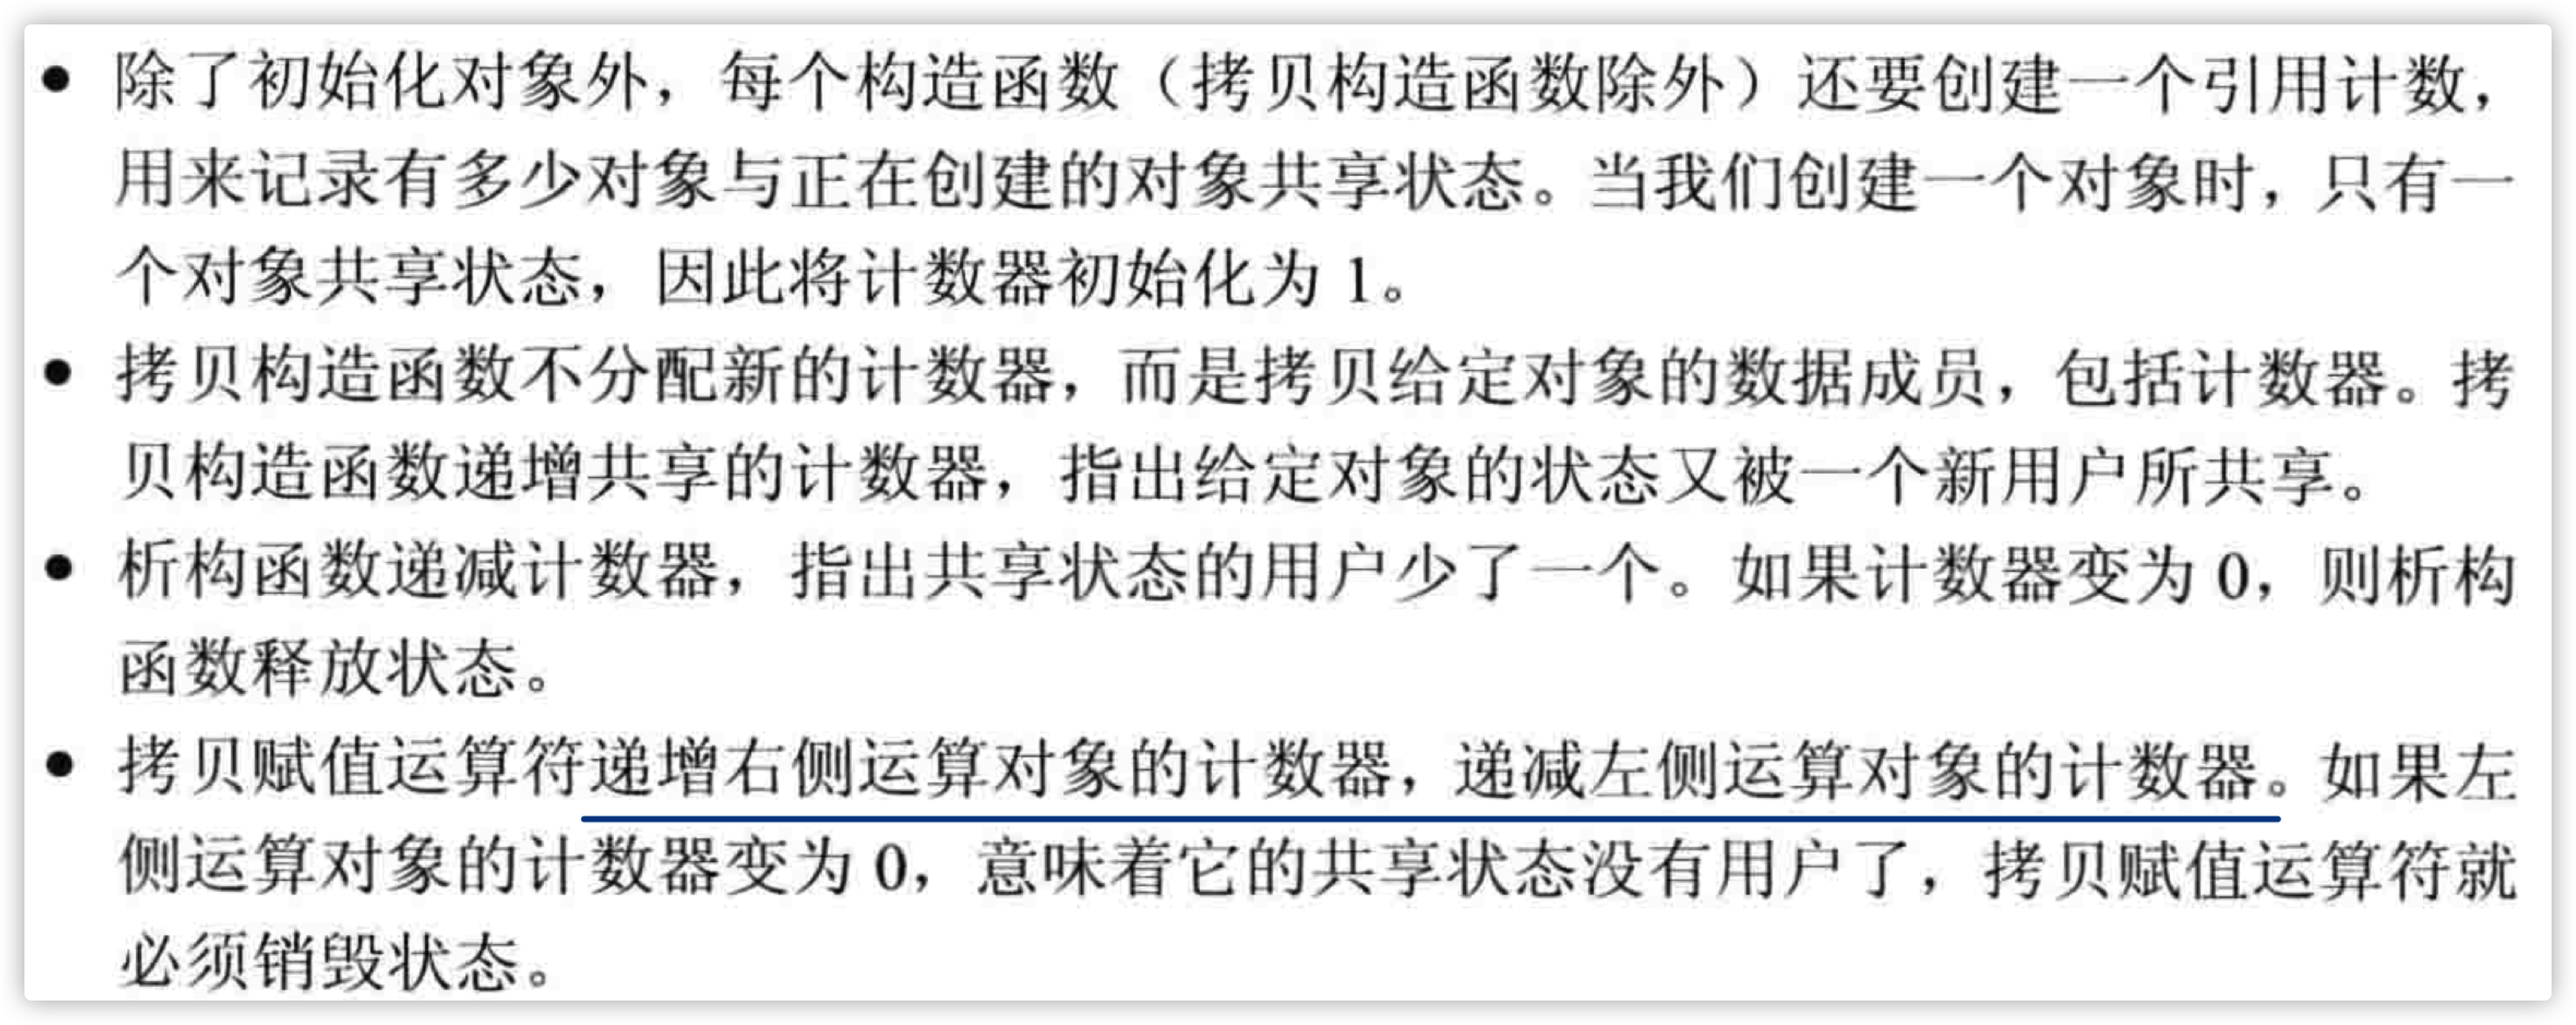 • 除了初始化对象外，每个构造函数（拷贝构造函数除外）还要创建一个引用计数，
用来记录有多少对象与正在创建的对象共享状态。当我们创建一个对象时，只有一
个对象共享状态，因此将计数器初始化为 1。
• 拷贝构造函数不分配新的计数器，而是拷贝给定对象的数据成员，包括计数器。拷
贝构造函数递增共享的计数器，指出给定对象的状态又被一个新用户所共享。
• 析构函数递减计数器，指出共享状态的用户少了一个。如果计数器变为 0，则析构
函数释放状态。
• 拷贝赋值运算符递增右侧运算对象的计数器，递减左侧运算对象的计数器。如果左
侧运算对象的计数器变为 0，意味着它的共享状态没有用户了，拷贝赋值运算符就
必须销毁状态。